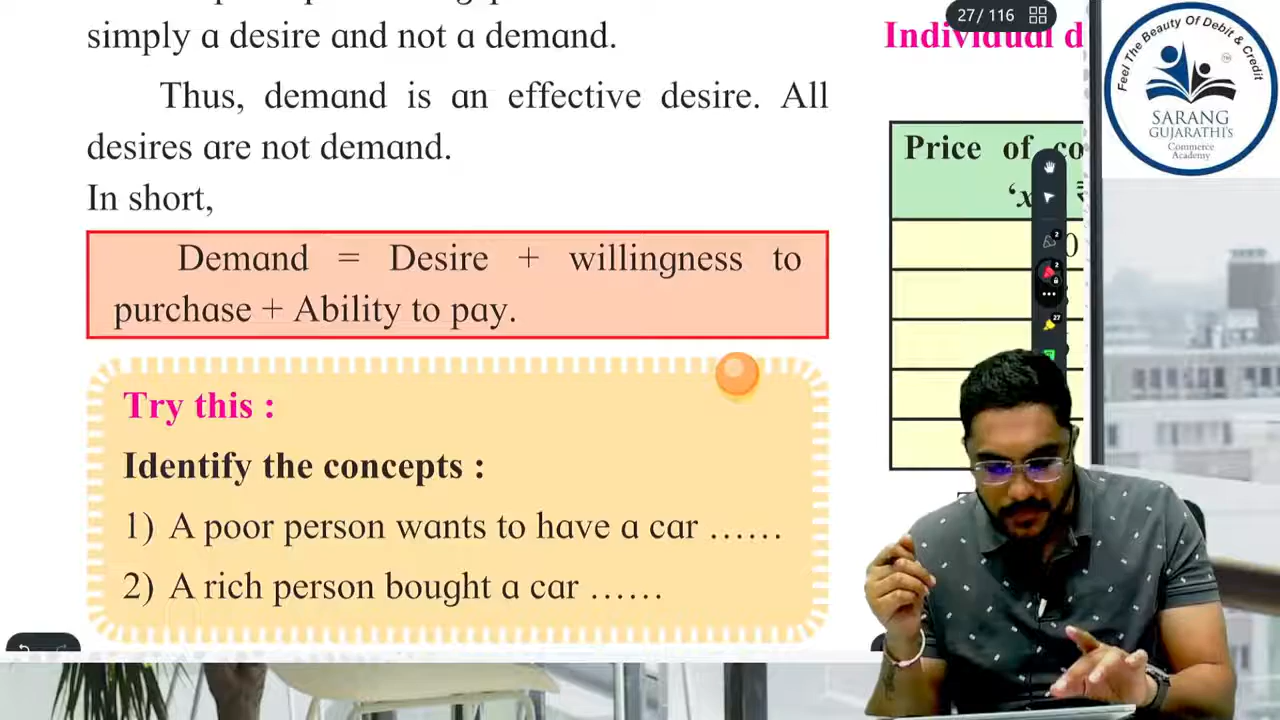 simply a desire and not a demand.
Thus, demand is an effective desire. All
desires are not demand.
In short,
Demand = Desire + willingness to
purchase + Ability to pay.
Try this :
Identify the concepts :
1) A poor person wants to have a car ……
2) A rich person bought a car ……
27 / 116
Individual d
Price of co
‘x
Feel The Beauty Of Debit & Credit
SARANG
GUJARATHI's
Commerce
Academy